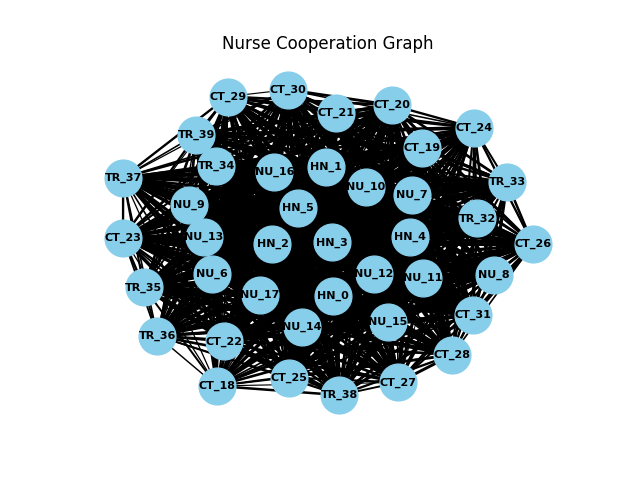 Nurse Cooperation Graph
CT_30
CT_29
CT_20
CT_21
CT_24
TR_39
CT_19
TR_34
HN_1
NU_16
TR_37
TR_33
NU_10
NU_7
NU_9
HN_5
TR_32
NU_13
HN_4
CT_23
HN_3
HN_2
CT_26
NU_6
NU_12
NU_8
NU_11
TR_35
NU_17
HN_0
CT_31
NU_15
NU_14
TR_36
CT_22
CT_28
CT_25
CT_27
CT_18
TR_38